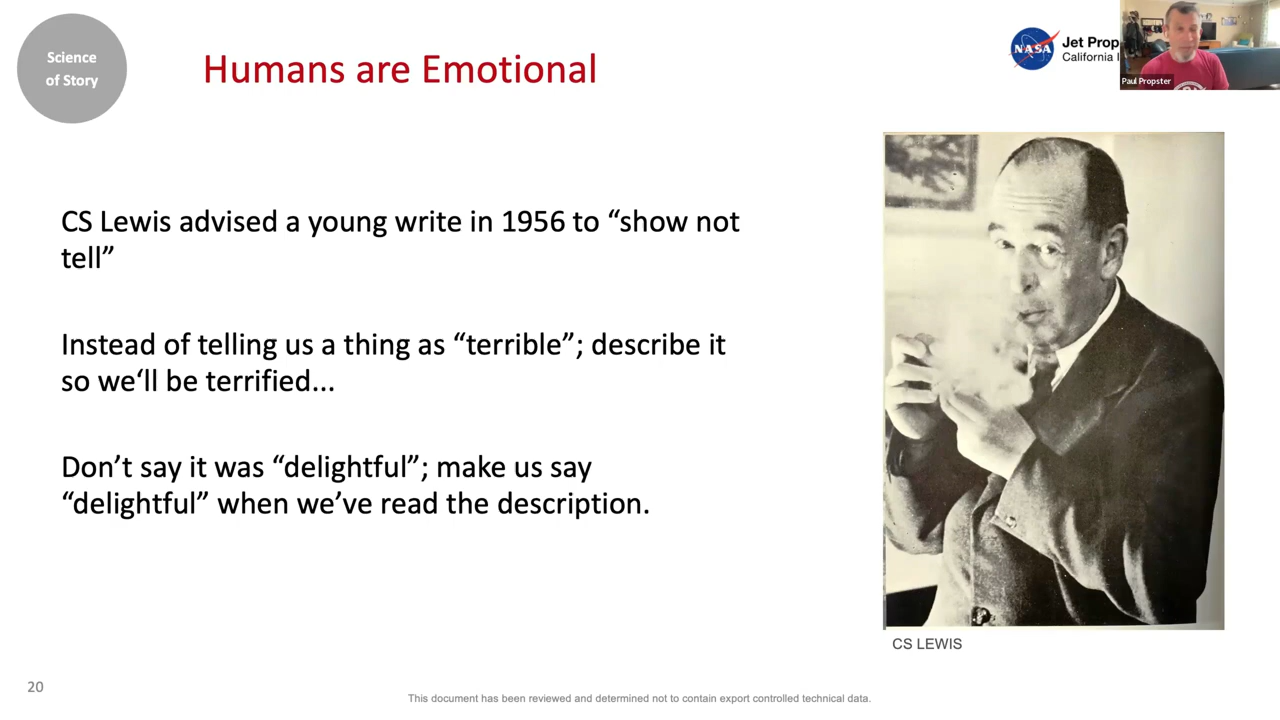 Science
of Story
Humans are Emotional
NASA
Jet Prop
California I
Paul Propster
CS Lewis advised a young write in 1956 to “show not
tell”
Instead of telling us a thing as “terrible”; describe it
so we‘ll be terrified...
Don’t say it was “delightful”; make us say
“delightful” when we’ve read the description.
CS LEWIS
20
This document has been reviewed and determined not to contain export controlled technical data.